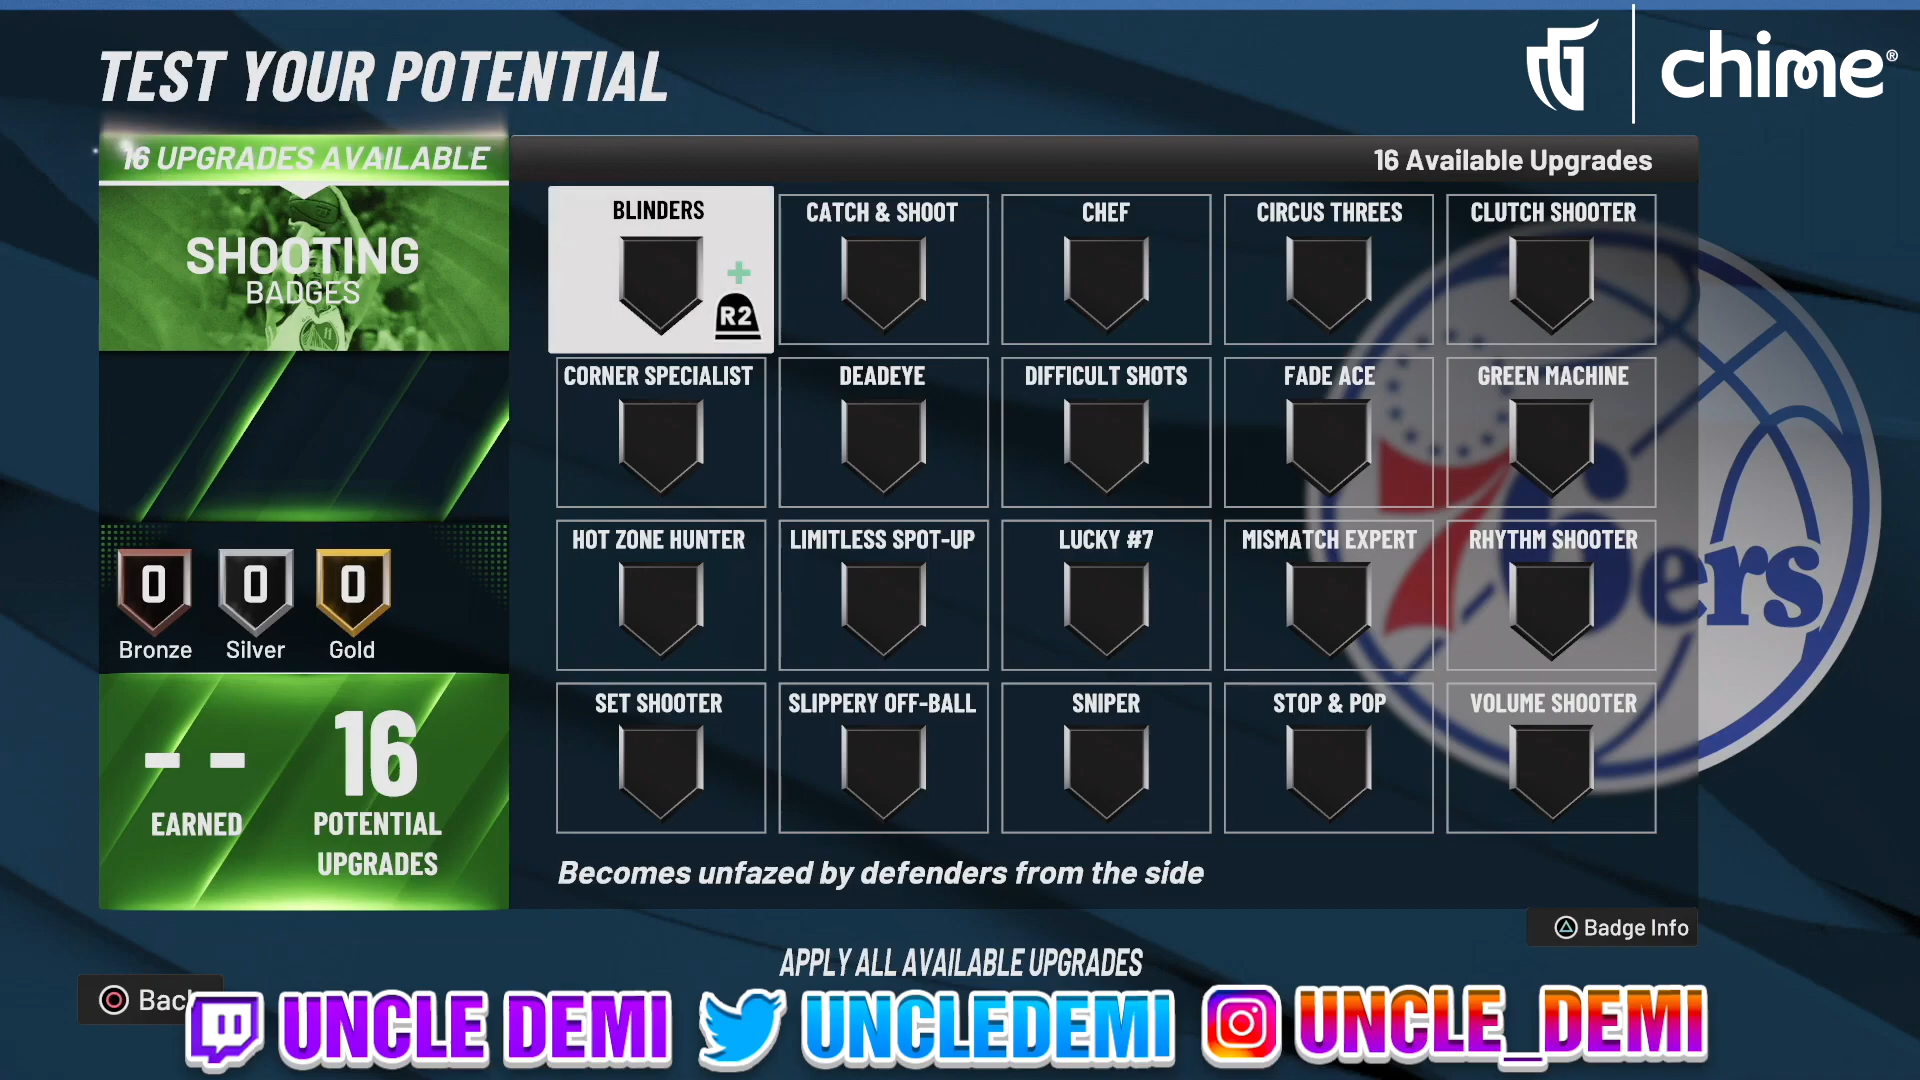 TEST YOUR POTENTIAL
chime®
16 UPGRADES AVAILABLE
16 Available Upgrades
SHOOTING
BADGES
BLINDERS
R2
CATCH & SHOOT
CHEF
CIRCUS THREES
CLUTCH SHOOTER
CORNER SPECIALIST
DEADEYE
DIFFICULT SHOTS
FADE ACE
GREEN MACHINE
HOT ZONE HUNTER
LIMITLESS SPOT-UP
LUCKY #7
MISMATCH EXPERT
RHYTHM SHOOTER
SET SHOOTER
SLIPPERY OFF-BALL
SNIPER
STOP & POP
VOLUME SHOOTER
76ers
0 0 0
Bronze Silver Gold
-- 16
EARNED POTENTIAL
UPGRADES
Becomes unfazed by defenders from the side
Badge Info
APPLY ALL AVAILABLE UPGRADES
UNCLE DEMI UNCLEDEMI UNCLE_DEMI